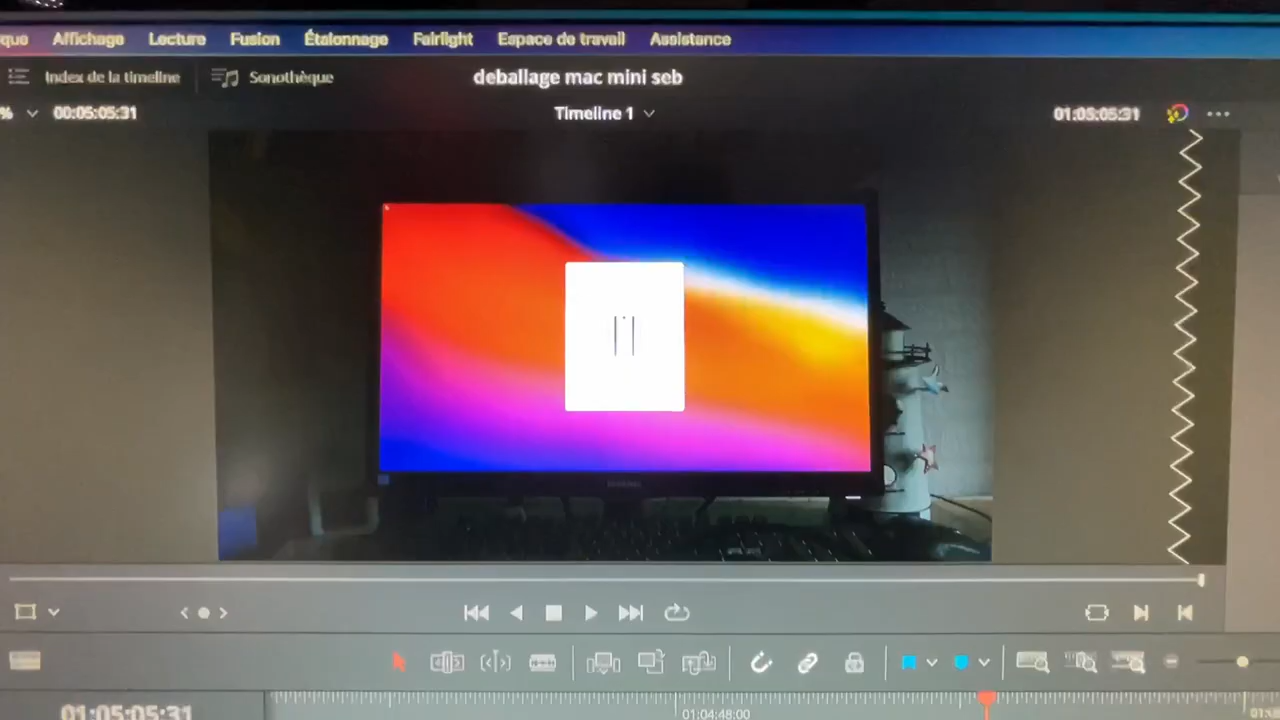 que Affichage Lecture Fusion Étalonnage Fairlight Espace de travail Assistance
Index de la timeline Sonothèque deballage mac mini seb
% 00:05:05:31 Timeline 1 01:05:05:31
01:05:05:31
01:04:48:00